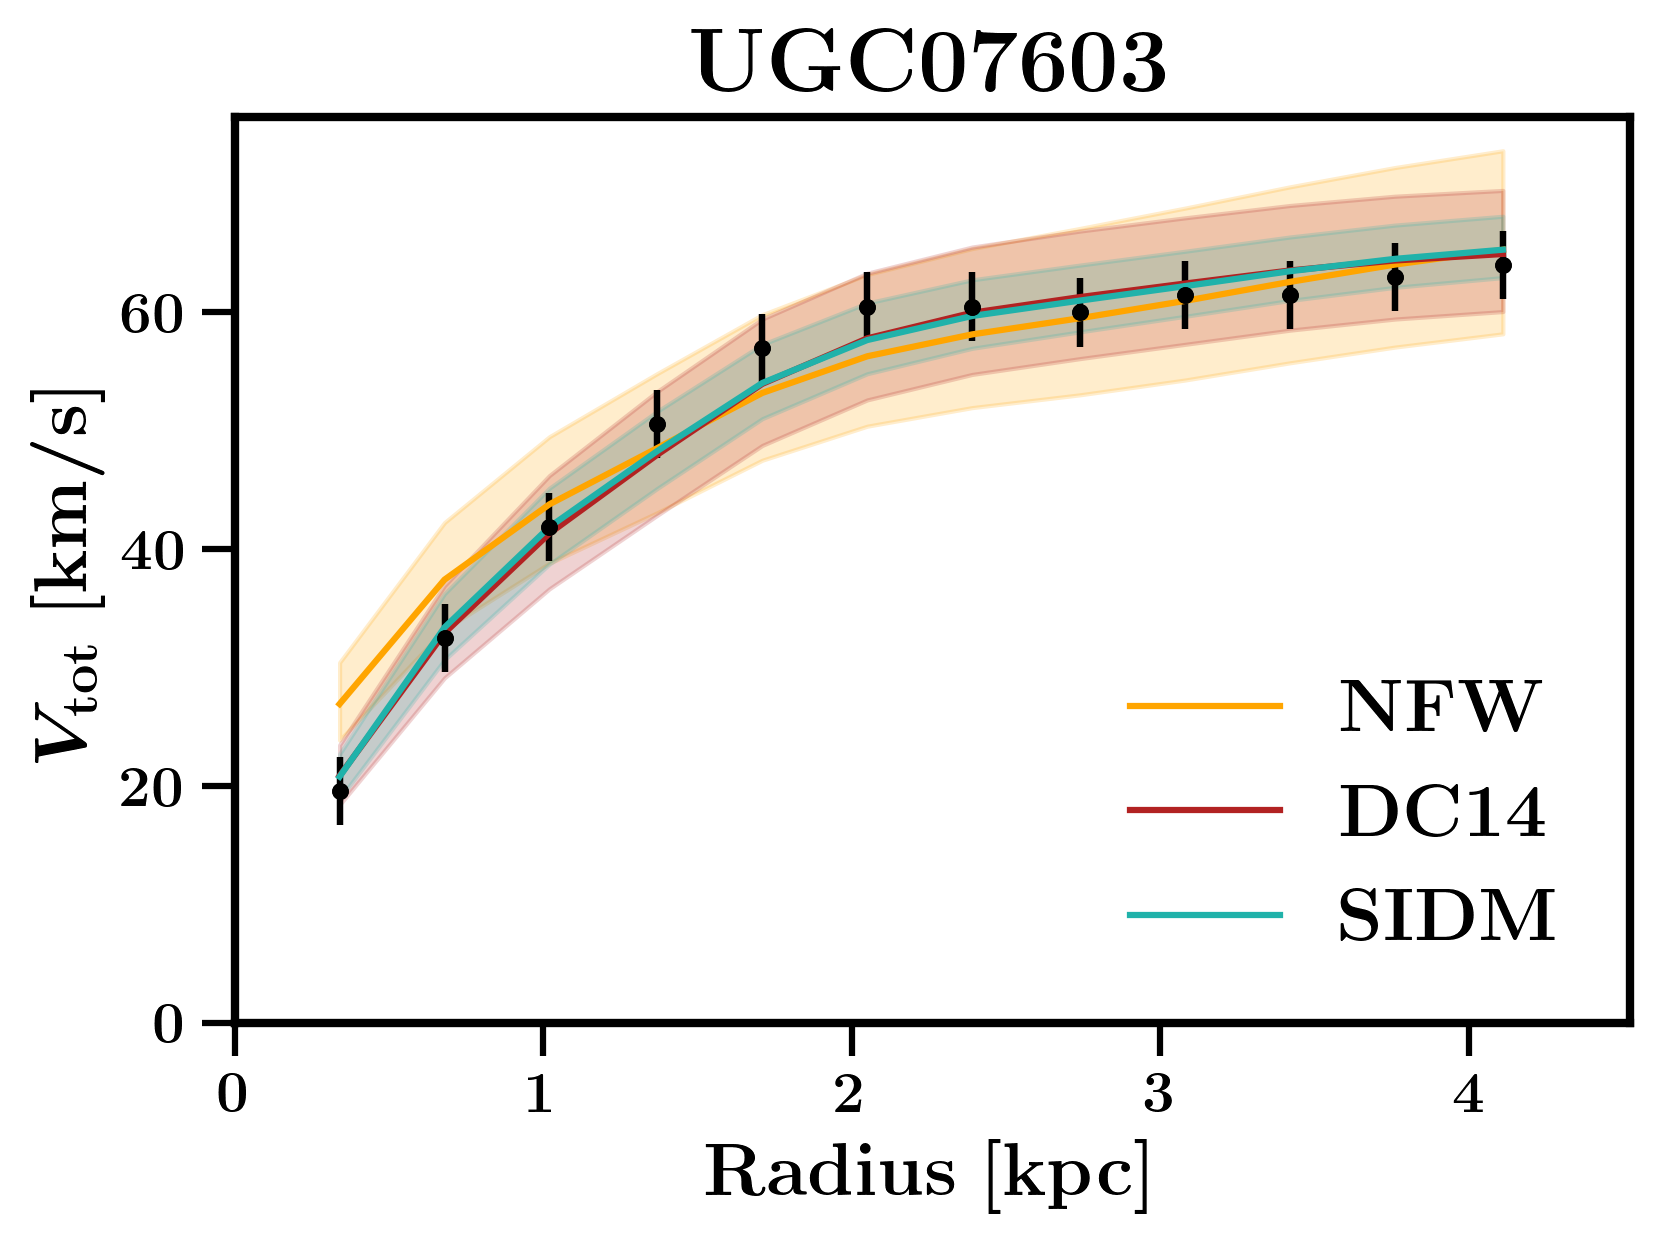 UGC07603
V_tot [km/s]
60
40
20
0
NFW
DC14
SIDM
0 1 2 3 4
Radius [kpc]